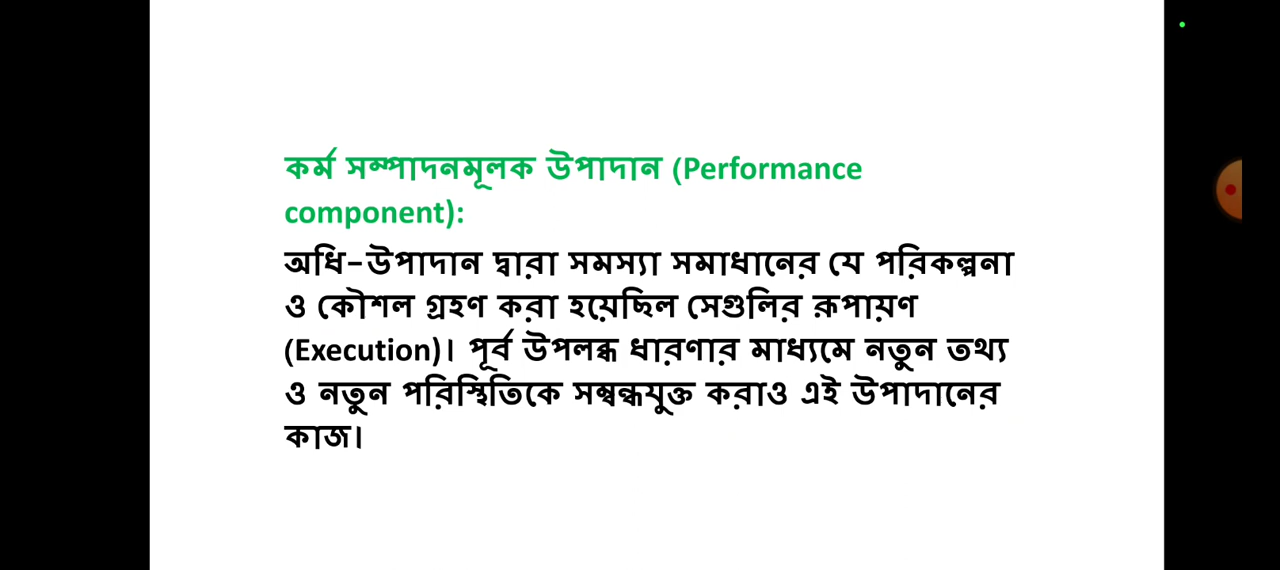 কর্ম সম্পাদনমূলক উপাদান (Performance
component):
অধি-উপাদান দ্বারা সমস্যা সমাধানের যে পরিকল্পনা
ও কৌশল গ্রহণ করা হয়েছিল সেগুলির রূপায়ণ
(Execution)। পূর্ব উপলব্ধ ধারণার মাধ্যমে নতুন তথ্য
ও নতুন পরিস্থিতিকে সম্বন্ধযুক্ত করাও এই উপাদানের
কাজ।